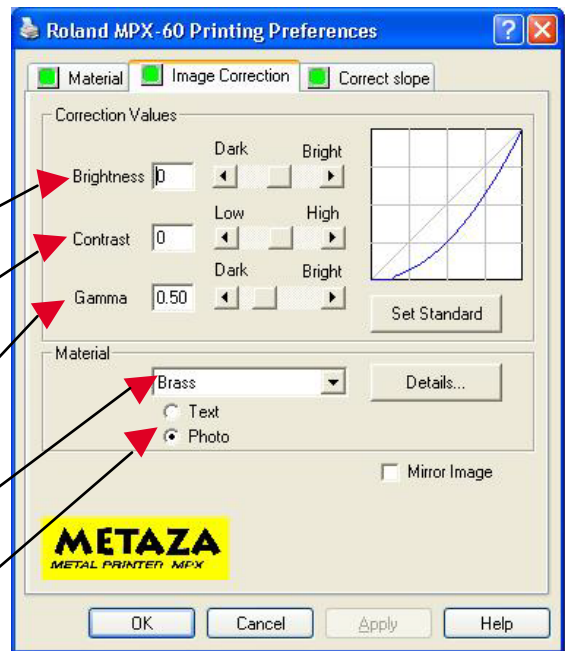 Roland MPX-60 Printing Preferences
Material
Image Correction
Correct slope
Correction Values
Dark
Bright
Brightness
0
Low
High
Contrast
0
Dark
Bright
Gamma
0.50
Set Standard
Material
Brass
Details...
Text
Photo
Mirror Image
METAZA
METAL PRINTER MPX
OK
Cancel
Apply
Help